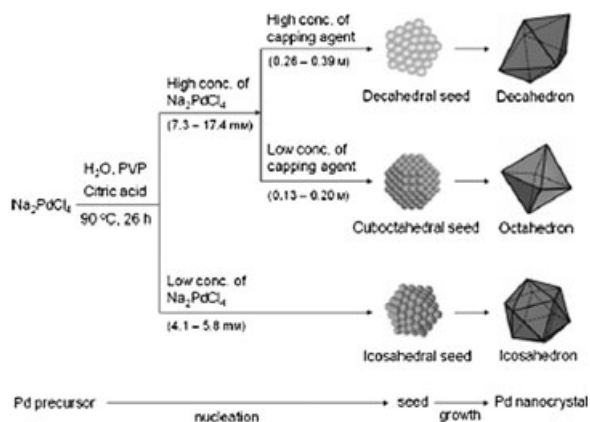 High conc. of
capping agent
(0.26 – 0.39 M)
Decahedral seed
Decahedron
High conc. of
Na₂PdCl₄
(7.3 – 17.4 mM)
Low conc. of
capping agent
(0.13 – 0.20 M)
Cuboctahedral seed
Octahedron
H₂O, PVP
Citric acid
90 °C, 26 h
Na₂PdCl₄
Low conc. of
Na₂PdCl₄
(4.1 – 5.8 mM)
Icosahedral seed
Icosahedron
Pd precursor
nucleation
seed
growth
Pd nanocrystal